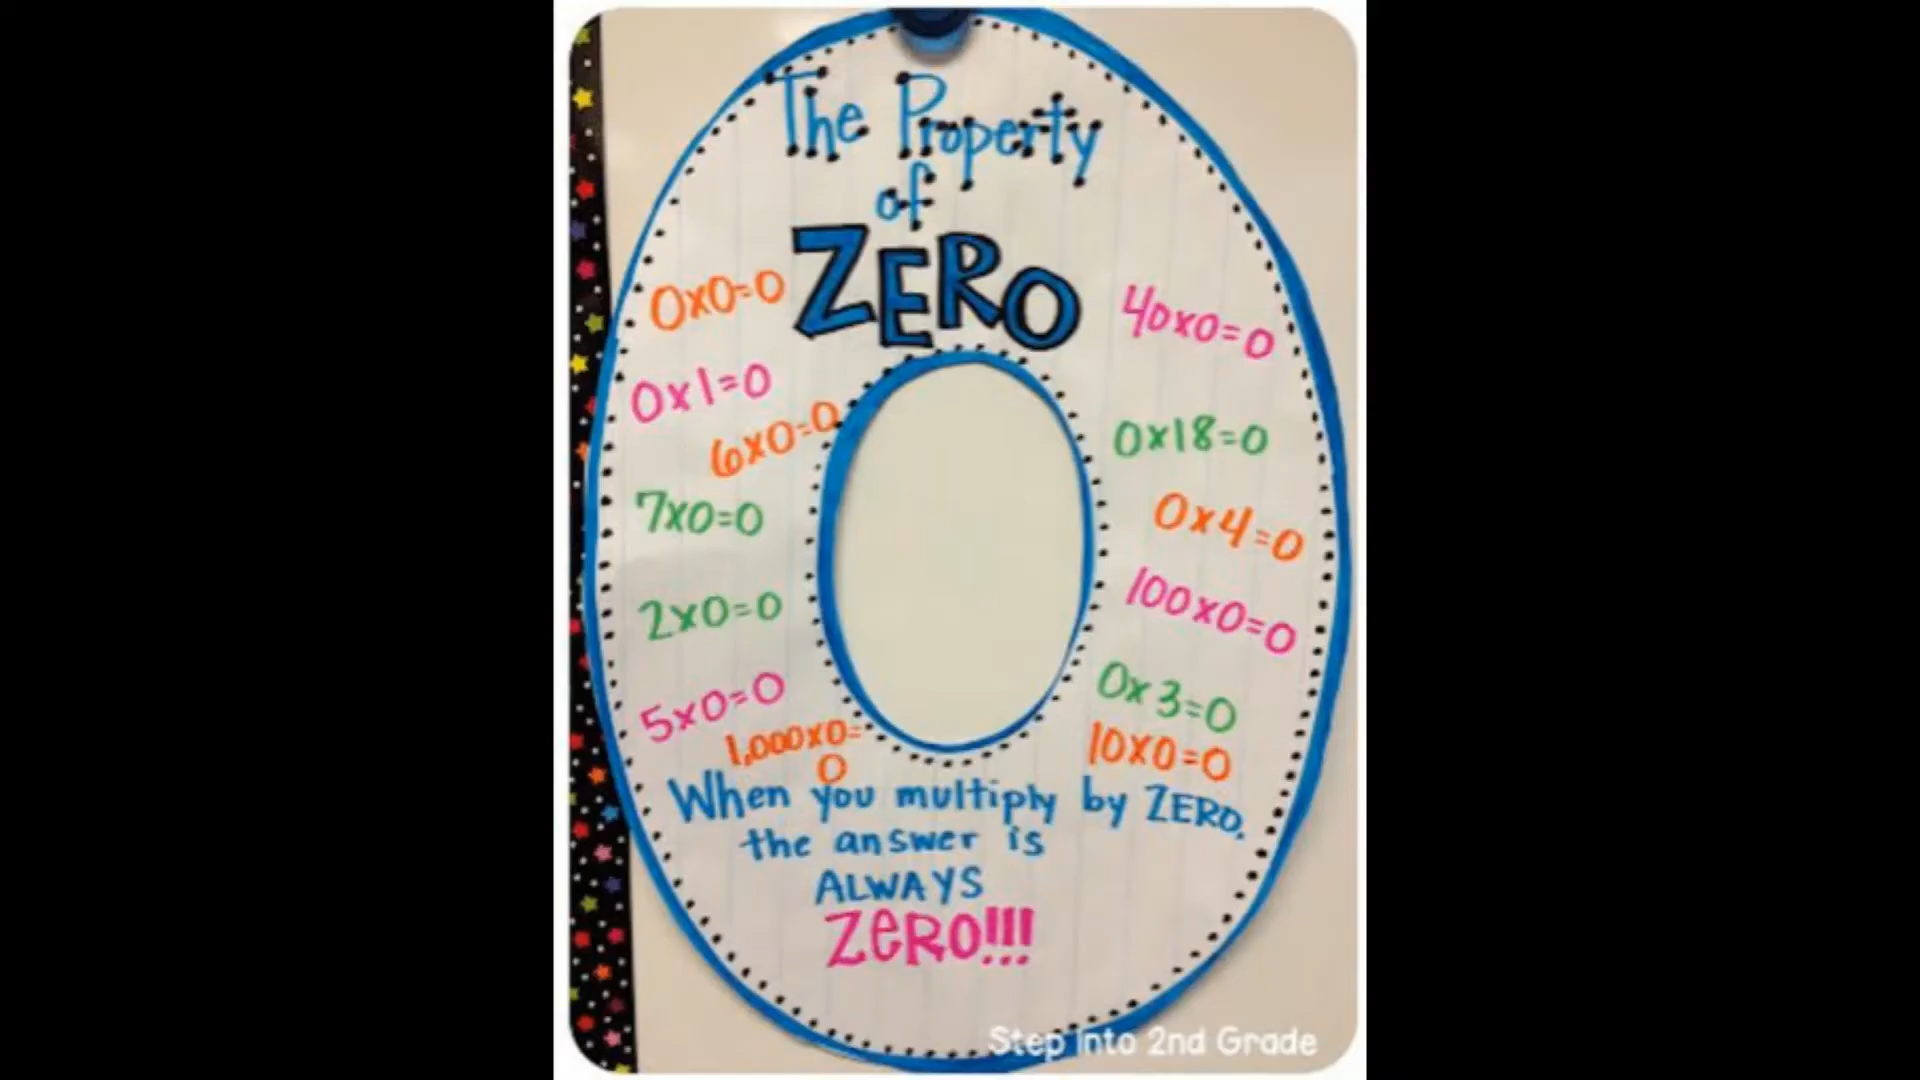 The Property
of
ZERO
0x0=0
0x1=0
6x0=0
7x0=0
2x0=0
5x0=0
1,000x0=
0
40x0=0
0x18=0
0x4=0
100x0=0
0x3=0
10x0=0
When you multiply by ZERO,
the answer is
ALWAYS
ZeRO!!!
Step Into 2nd Grade